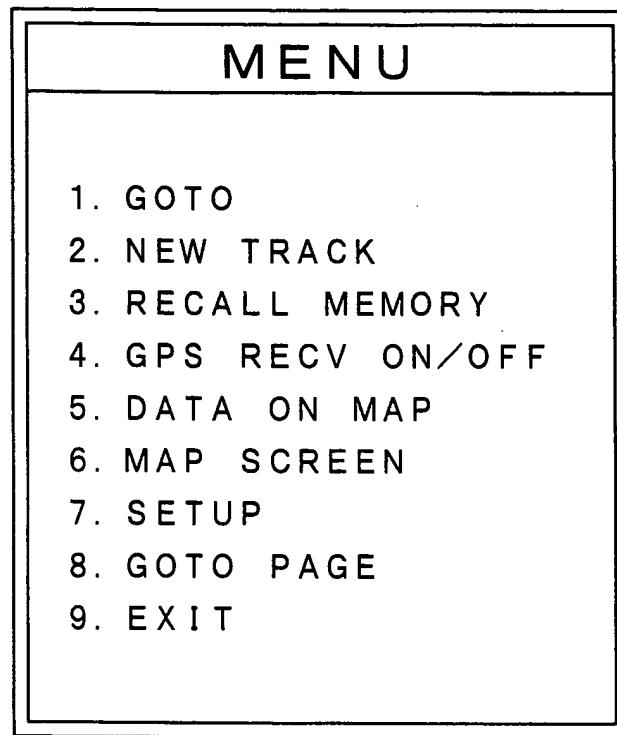 MENU
1. GOTO
2. NEW TRACK
3. RECALL MEMORY
4. GPS RECV ON/OFF
5. DATA ON MAP
6. MAP SCREEN
7. SETUP
8. GOTO PAGE
9. EXIT